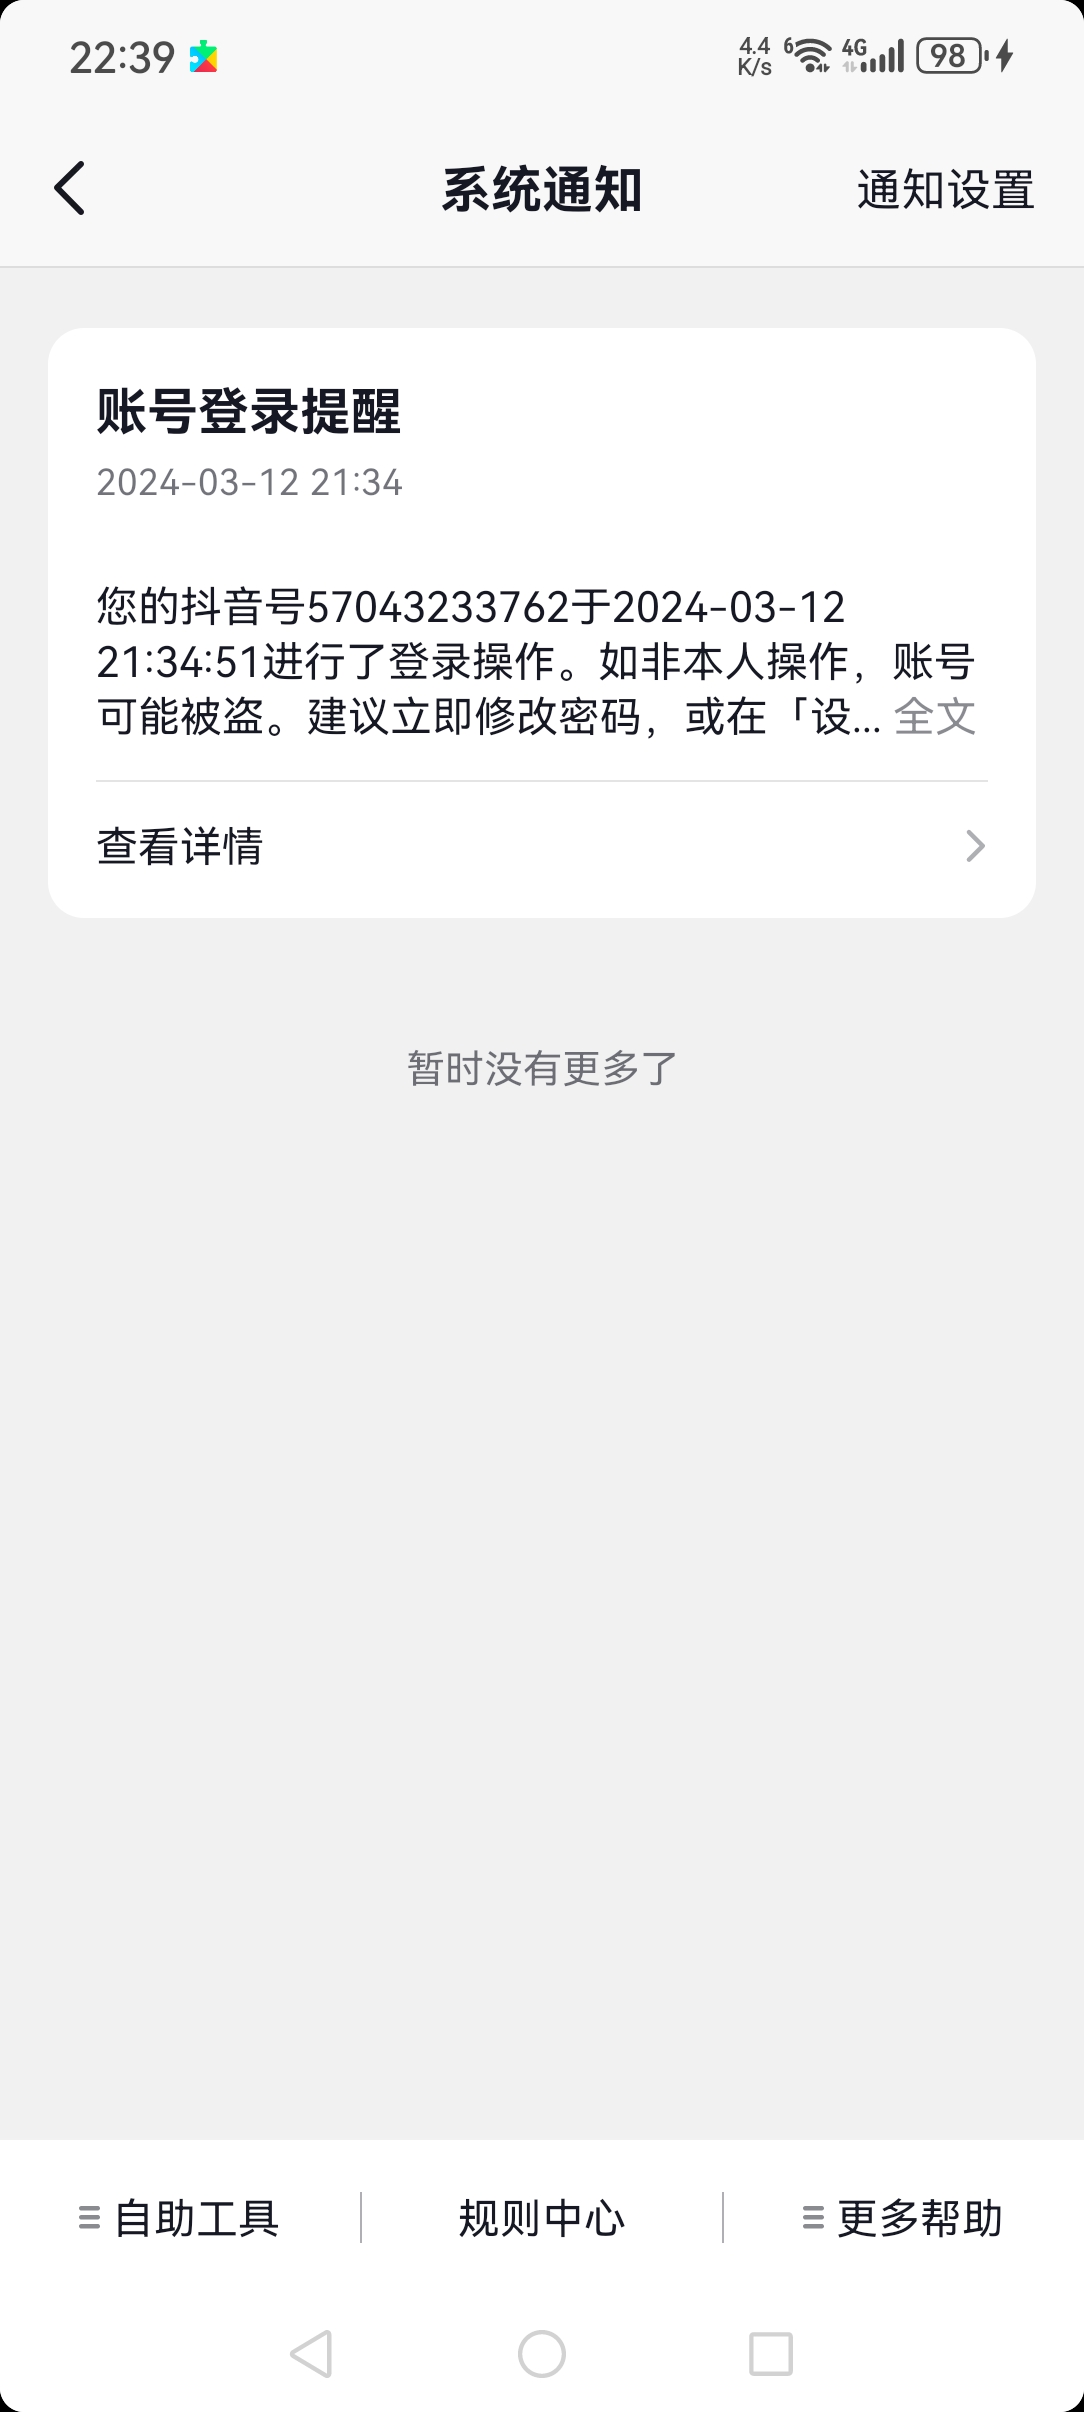 22:39
4.4
K/s
6
4G
98
系统通知
通知设置
账号登录提醒
2024-03-12 21:34
您的抖音号57043233762于2024-03-12
21:34:51进行了登录操作。如非本人操作，账号
可能被盗。建议立即修改密码，或在「设... 全文
查看详情
暂时没有更多了
自助工具
规则中心
更多帮助